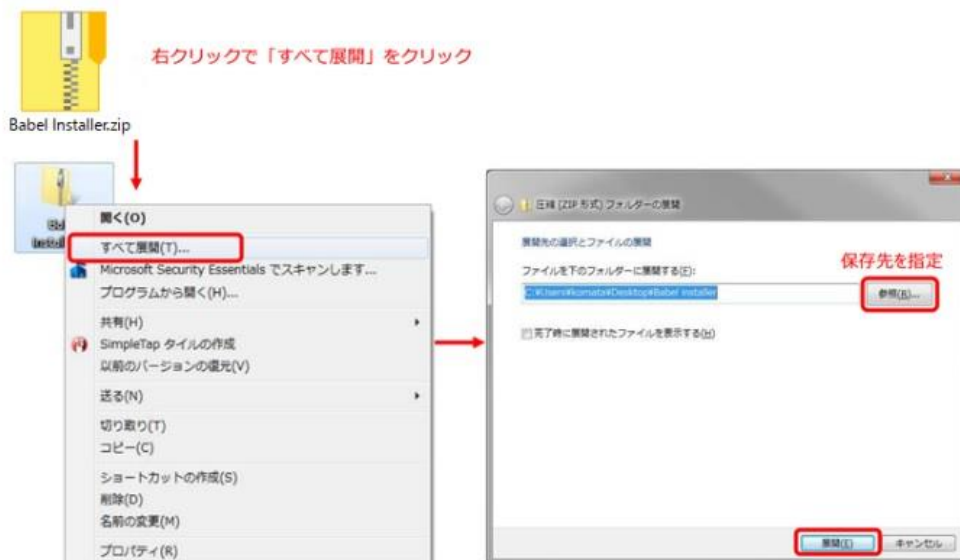 右クリックで「すべて展開」をクリック
Babel Installer.zip
開く(O)
すべて展開(T)...
Microsoft Security Essentials でスキャンします...
プログラムから開く(H)...
共有(H)
SimpleTap タイルの作成
以前のバージョンの復元(V)
送る(N)
切り取り(T)
コピー(C)
ショートカットの作成(S)
削除(D)
名前の変更(M)
プロパティ(R)
圧縮 (ZIP 形式) フォルダーの展開
展開先の選択とファイルの展開
ファイルを下のフォルダーに展開する(F):
保存先を指定
C:¥Users¥komata¥Desktop¥Babel installer
参照(R)...
完了時に展開されたファイルを表示する(H)
展開(E)
キャンセル